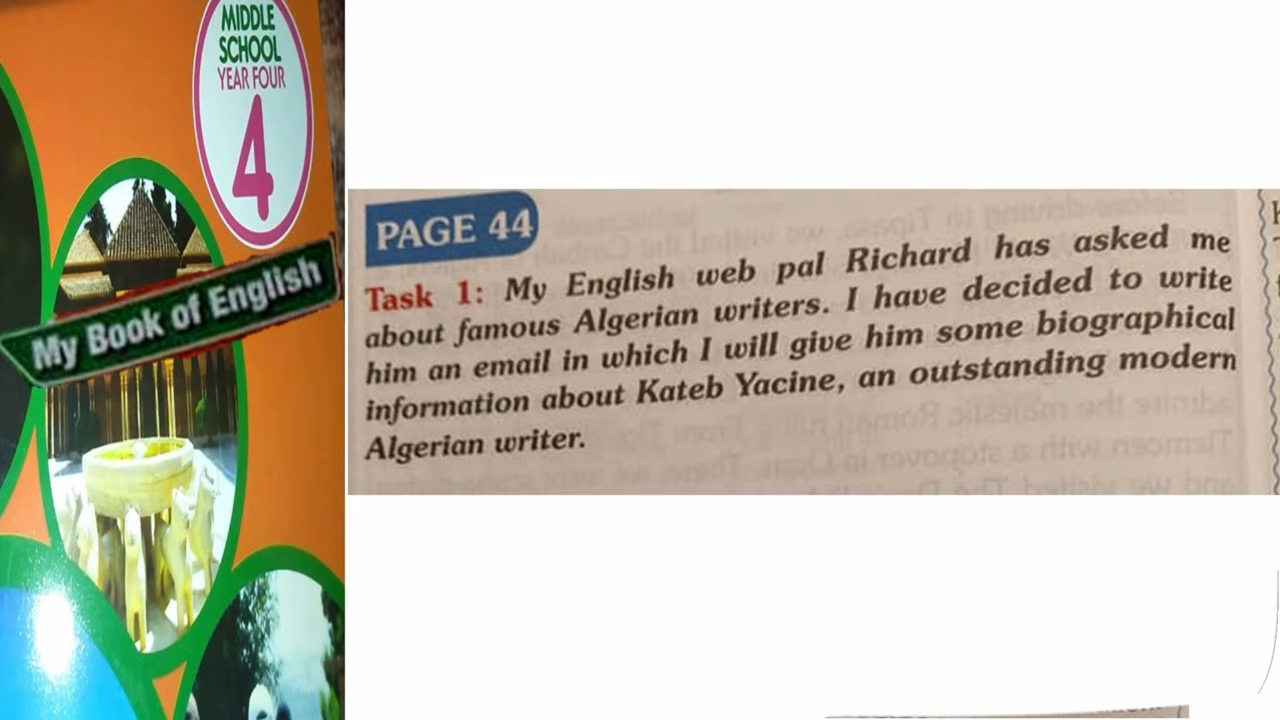 MIDDLE
SCHOOL
YEAR FOUR
4
My Book of English
PAGE 44
Task 1: My English web pal Richard has asked me
about famous Algerian writers. I have decided to write
him an email in which I will give him some biographical
information about Kateb Yacine, an outstanding modern
Algerian writer.